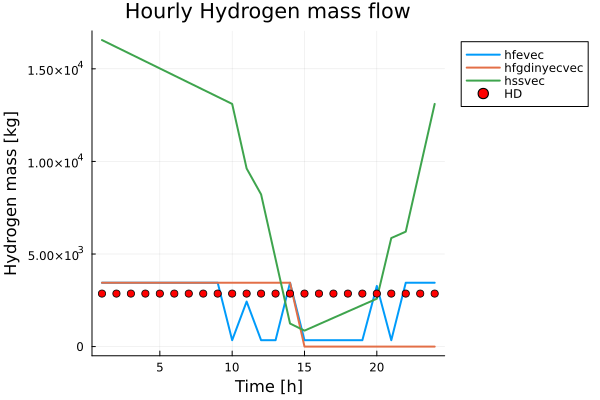 Hourly Hydrogen mass flow
Hydrogen mass [kg]
1.50×10⁴
1.00×10⁴
5.00×10³
0
5 10 15 20
Time [h]
hfevec
hfgdinyecvec
hssvec
HD